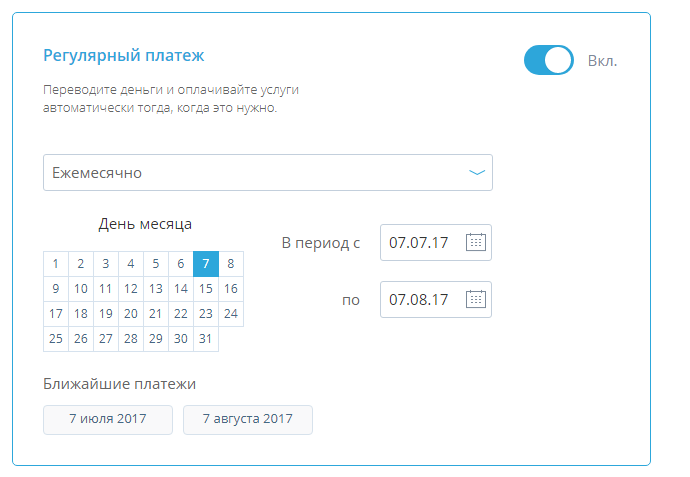 Регулярный платеж
Вкл.
Переводите деньги и оплачивайте услуги
автоматически тогда, когда это нужно.
Ежемесячно
День месяца
1 2 3 4 5 6 7 8
9 10 11 12 13 14 15 16
17 18 19 20 21 22 23 24
25 26 27 28 29 30 31
В период с 07.07.17
по 07.08.17
Ближайшие платежи
7 июля 2017 7 августа 2017